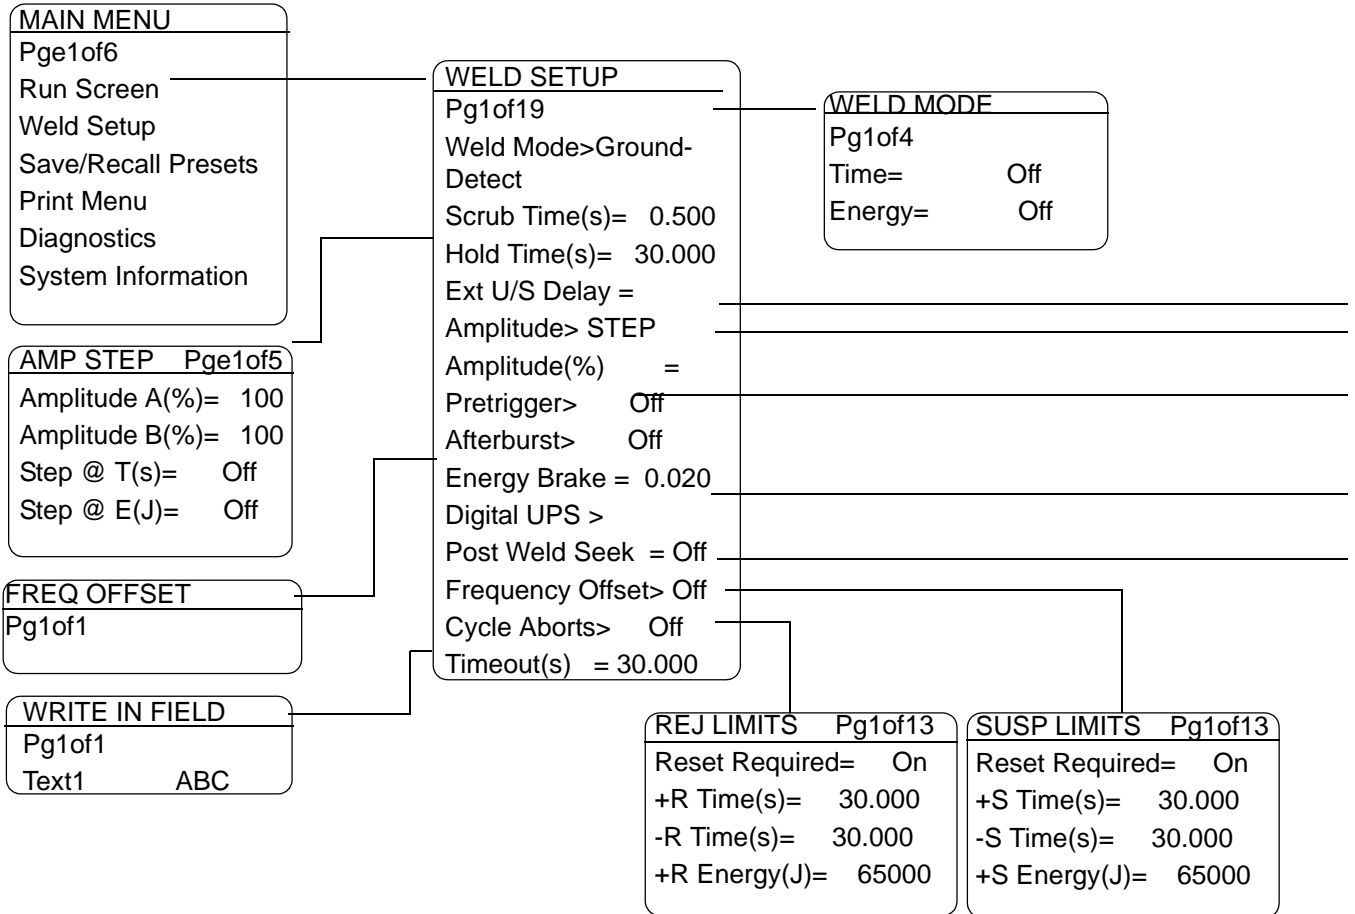 MAIN MENU
Pge1of6
Run Screen
Weld Setup
Save/Recall Presets
Print Menu
Diagnostics
System Information
AMP STEP Pge1of5
Amplitude A(%)= 100
Amplitude B(%)= 100
Step @ T(s)= Off
Step @ E(J)= Off
FREQ OFFSET
Pg1of1
WRITE IN FIELD
Pg1of1
Text1 ABC
WELD SETUP
Pg1of19
Weld Mode>Ground-
Detect
Scrub Time(s)= 0.500
Hold Time(s)= 30.000
Ext U/S Delay =
Amplitude> STEP
Amplitude(%) =
Pretrigger> Off
Afterburst> Off
Energy Brake = 0.020
Digital UPS >
Post Weld Seek = Off
Frequency Offset> Off
Cycle Aborts> Off
Timeout(s) = 30.000
WELD MODE
Pg1of4
Time= Off
Energy= Off
REJ LIMITS Pg1of13
Reset Required= On
+R Time(s)= 30.000
-R Time(s)= 30.000
+R Energy(J)= 65000
SUSP LIMITS Pg1of13
Reset Required= On
+S Time(s)= 30.000
-S Time(s)= 30.000
+S Energy(J)= 65000